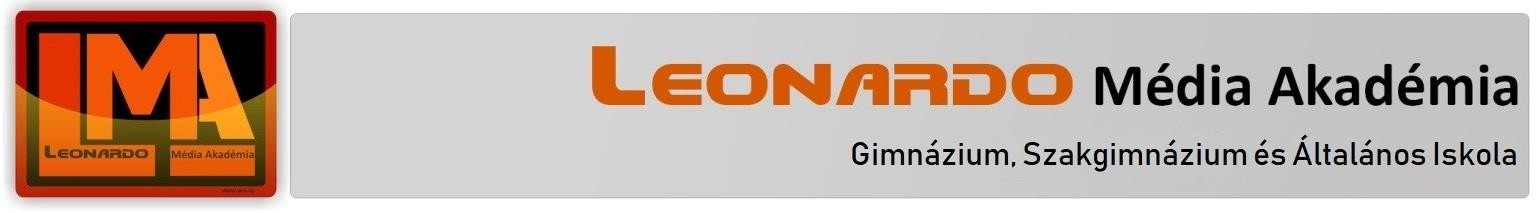 LMA
LEONARDO Média Akadémia
LEONARDO Média Akadémia
Gimnázium, Szakgimnázium és Általános Iskola